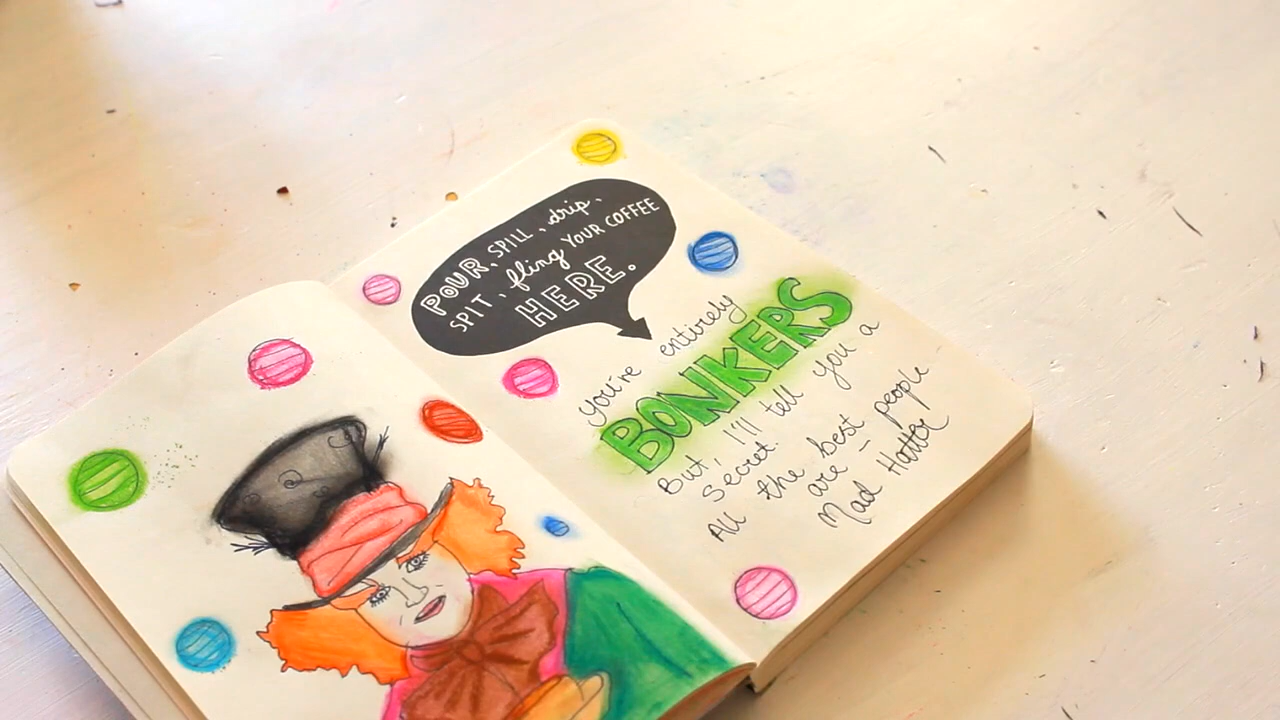 POUR, SPILL, drip,
SPIT, fling YOUR COFFEE
HERE.
you're entirely
BONKERS
But, I'll tell you a
secret.
All the best people
are –
Mad Hatter